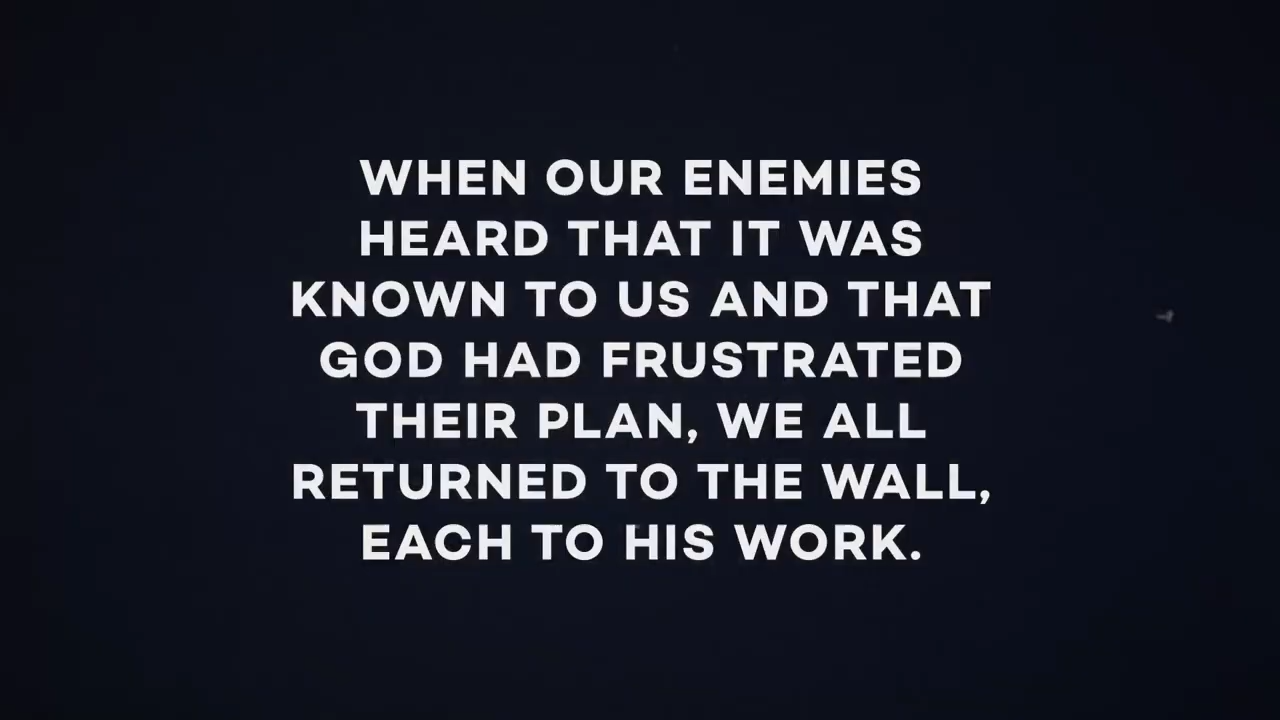 WHEN OUR ENEMIES
HEARD THAT IT WAS
KNOWN TO US AND THAT
GOD HAD FRUSTRATED
THEIR PLAN, WE ALL
RETURNED TO THE WALL,
EACH TO HIS WORK.